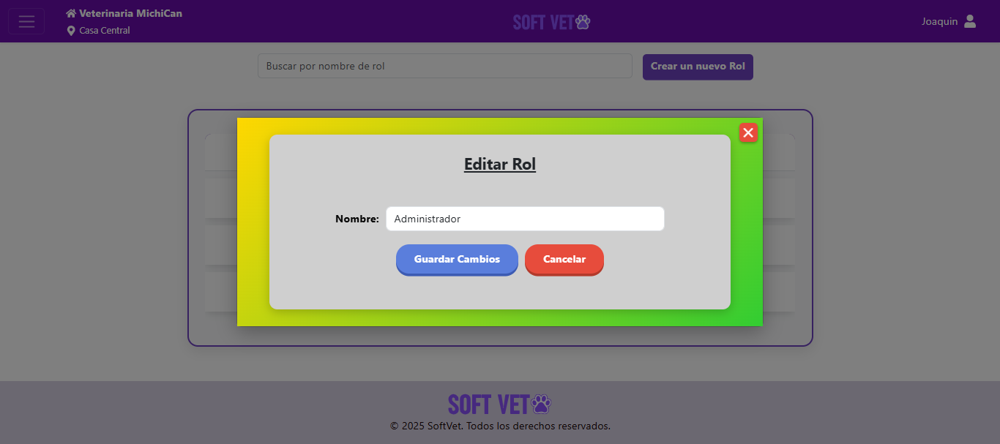 Veterinaria MichiCan
Casa Central
SOFT VET
Joaquin
Buscar por nombre de rol
Crear un nuevo Rol
Editar Rol
Nombre: Administrador
Guardar Cambios
Cancelar
SOFT VET
© 2025 SoftVet. Todos los derechos reservados.